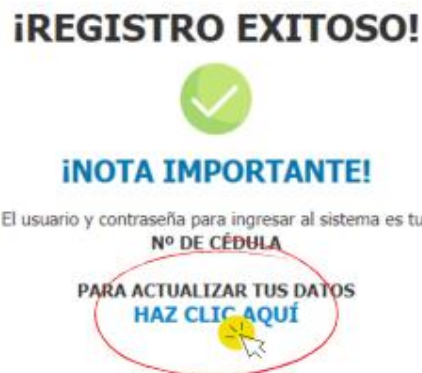 ¡REGISTRO EXITOSO!
¡NOTA IMPORTANTE!
El usuario y contraseña para ingresar al sistema es tu
Nº DE CÉDULA
PARA ACTUALIZAR TUS DATOS
HAZ CLIC AQUÍ